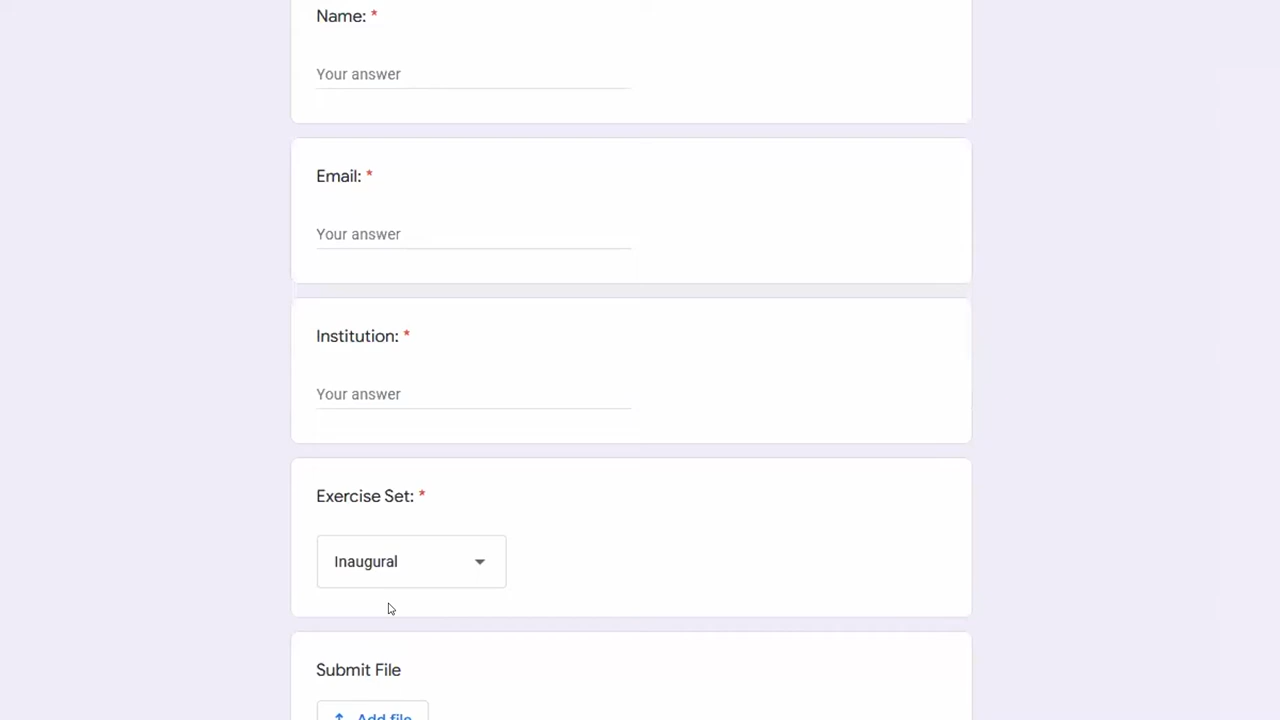 Name: *
Your answer
Email: *
Your answer
Institution: *
Your answer
Exercise Set: *
Inaugural
Submit File
Add file